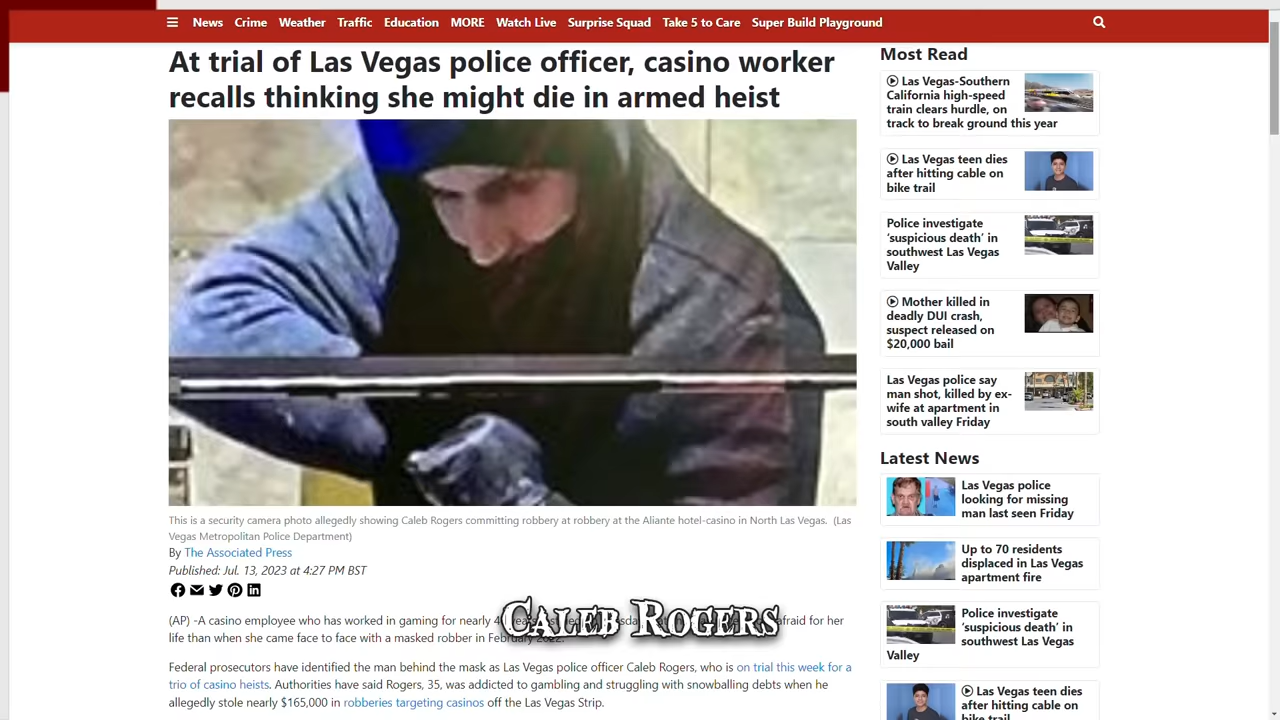 News Crime Weather Traffic Education MORE Watch Live Surprise Squad Take 5 to Care Super Build Playground
At trial of Las Vegas police officer, casino worker
recalls thinking she might die in armed heist
This is a security camera photo allegedly showing Caleb Rogers committing robbery at robbery at the Aliante hotel-casino in North Las Vegas. (Las
Vegas Metropolitan Police Department)
By The Associated Press
Published: Jul. 13, 2023 at 4:27 PM BST
(AP) -A casino employee who has worked in gaming for nearly afraid for her
life than when she came face to face with a masked robber in February 2022.
CALEB ROGERS
Federal prosecutors have identified the man behind the mask as Las Vegas police officer Caleb Rogers, who is on trial this week for a
trio of casino heists. Authorities have said Rogers, 35, was addicted to gambling and struggling with snowballing debts when he
allegedly stole nearly $165,000 in robberies targeting casinos off the Las Vegas Strip.
Most Read
Las Vegas-Southern
California high-speed
train clears hurdle, on
track to break ground this year
Las Vegas teen dies
after hitting cable on
bike trail
Police investigate
‘suspicious death’ in
southwest Las Vegas
Valley
Mother killed in
deadly DUI crash,
suspect released on
$20,000 bail
Las Vegas police say
man shot, killed by ex-
wife at apartment in
south valley Friday
Latest News
Las Vegas police
looking for missing
man last seen Friday
Up to 70 residents
displaced in Las Vegas
apartment fire
Police investigate
‘suspicious death’ in
southwest Las Vegas
Valley
Las Vegas teen dies
after hitting cable on
bike trail